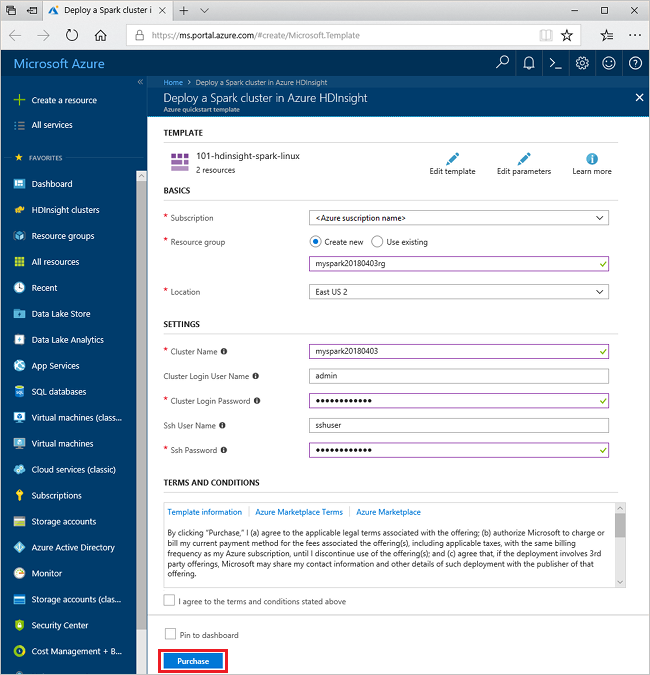 Deploy a Spark cluster i
https://ms.portal.azure.com/#create/Microsoft.Template
Microsoft Azure
Create a resource
All services
FAVORITES
Dashboard
HDInsight clusters
Resource groups
All resources
Recent
Data Lake Store
Data Lake Analytics
App Services
SQL databases
Virtual machines (class...
Virtual machines
Cloud services (classic)
Subscriptions
Storage accounts
Azure Active Directory
Monitor
Storage accounts (clas...
Security Center
Cost Management + B...
Home > Deploy a Spark cluster in Azure HDInsight
Deploy a Spark cluster in Azure HDInsight
Azure quickstart template
TEMPLATE
101-hdinsight-spark-linux
2 resources
Edit template
Edit parameters
Learn more
BASICS
* Subscription
<Azure suscription name>
* Resource group
Create new
Use existing
myspark20180403rg
* Location
East US 2
SETTINGS
* Cluster Name
myspark20180403
Cluster Login User Name
admin
* Cluster Login Password
••••••••••••
Ssh User Name
sshuser
* Ssh Password
••••••••••••
TERMS AND CONDITIONS
Template information | Azure Marketplace Terms | Azure Marketplace
By clicking "Purchase," I (a) agree to the applicable legal terms associated with the offering; (b) authorize Microsoft to charge or
bill my current payment method for the fees associated the offering(s), including applicable taxes, with the same billing
frequency as my Azure subscription, until I discontinue use of the offering(s); and (c) agree that, if the deployment involves 3rd
party offerings, Microsoft may share my contact information and other details of such deployment with the publisher of that
offering.
I agree to the terms and conditions stated above
Pin to dashboard
Purchase